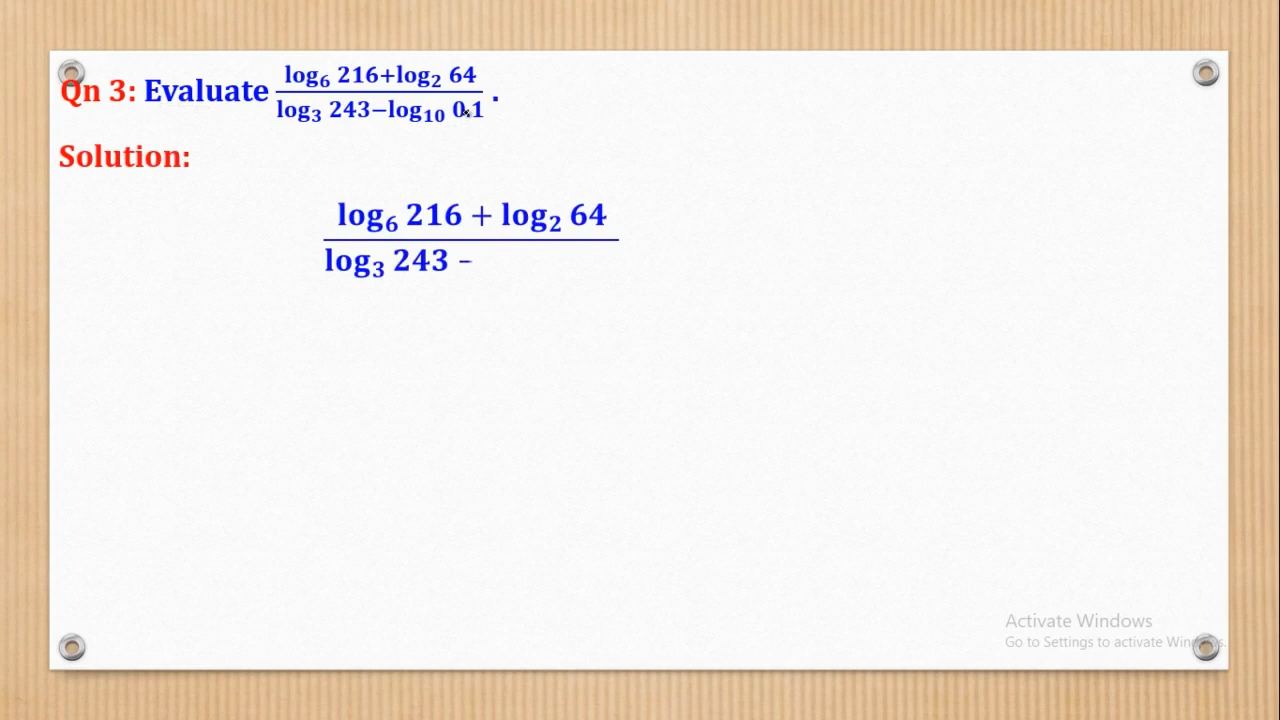 Qn 3: Evaluate (log₆ 216+log₂ 64)/(log₃ 243−log₁₀ 0.1) .
Solution:
log₆ 216 + log₂ 64
log₃ 243 −
Activate Windows
Go to Settings to activate Windows.